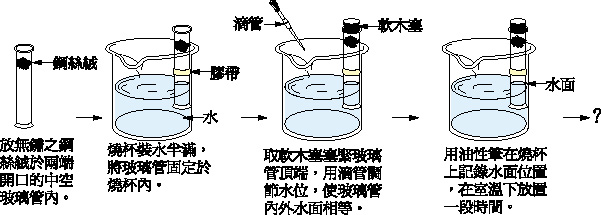 鋼絲絨
放無鏽之鋼
絲絨於兩端
開口的中空
玻璃管內。
膠帶
水
燒杯裝水半滿，
將玻璃管固定於
燒杯內。
滴管
軟木塞
取軟木塞塞緊玻璃
管頂端，用滴管調
節水位，使玻璃管
內外水面相等。
水面
用油性筆在燒杯
上記錄水面位置
，在室溫下放置
一段時間。
？